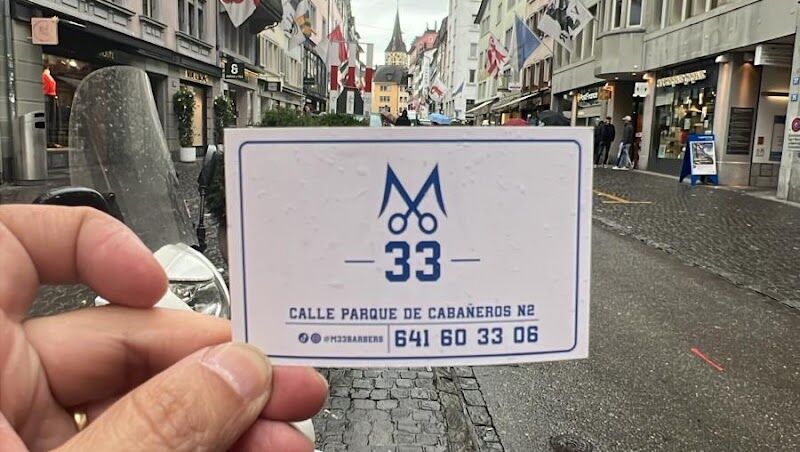 M
33
CALLE PARQUE DE CABAÑEROS N2
@M33BARBERS
641 60 33 06
&